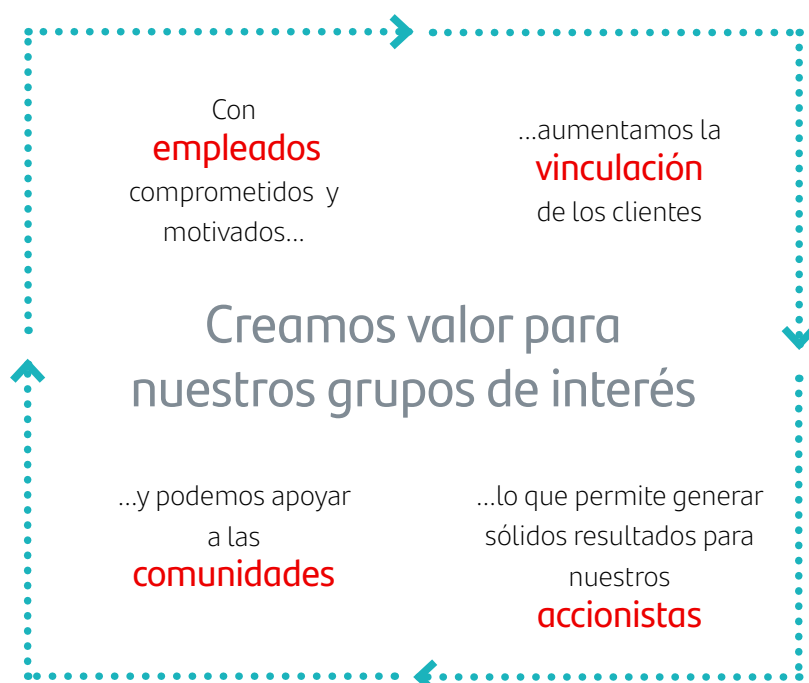 Con
empleados
comprometidos y
motivados...
...aumentamos la
vinculación
de los clientes
Creamos valor para
nuestros grupos de interés
...y podemos apoyar
a las
comunidades
...lo que permite generar
sólidos resultados para
nuestros
accionistas